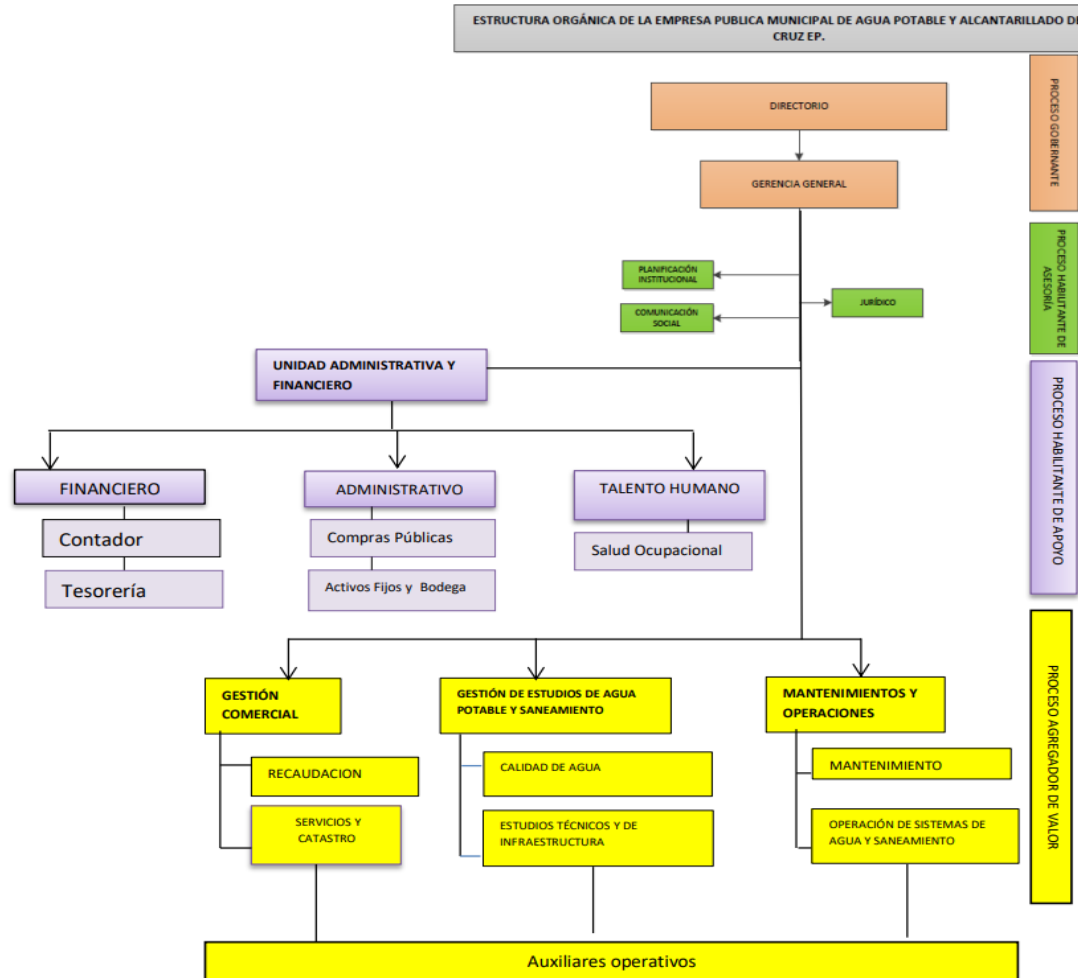 ESTRUCTURA ORGÁNICA DE LA EMPRESA PUBLICA MUNICIPAL DE AGUA POTABLE Y ALCANTARILLADO DE
CRUZ EP.
DIRECTORIO
GERENCIA GENERAL
PROCESO GOBERNANTE
PLANIFICACIÓN
INSTITUCIONAL
JURÍDICO
COMUNICACIÓN
SOCIAL
PROCESO HABILITANTE DE
ASESORÍA
UNIDAD ADMINISTRATIVA Y
FINANCIERO
FINANCIERO
Contador
Tesorería
ADMINISTRATIVO
Compras Públicas
Activos Fijos y Bodega
TALENTO HUMANO
Salud Ocupacional
PROCESO HABILITANTE DE APOYO
GESTIÓN
COMERCIAL
RECAUDACION
SERVICIOS Y
CATASTRO
GESTIÓN DE ESTUDIOS DE AGUA
POTABLE Y SANEAMIENTO
CALIDAD DE AGUA
ESTUDIOS TÉCNICOS Y DE
INFRAESTRUCTURA
MANTENIMIENTOS Y
OPERACIONES
MANTENIMIENTO
OPERACIÓN DE SISTEMAS DE
AGUA Y SANEAMIENTO
PROCESO AGREGADOR DE VALOR
Auxiliares operativos